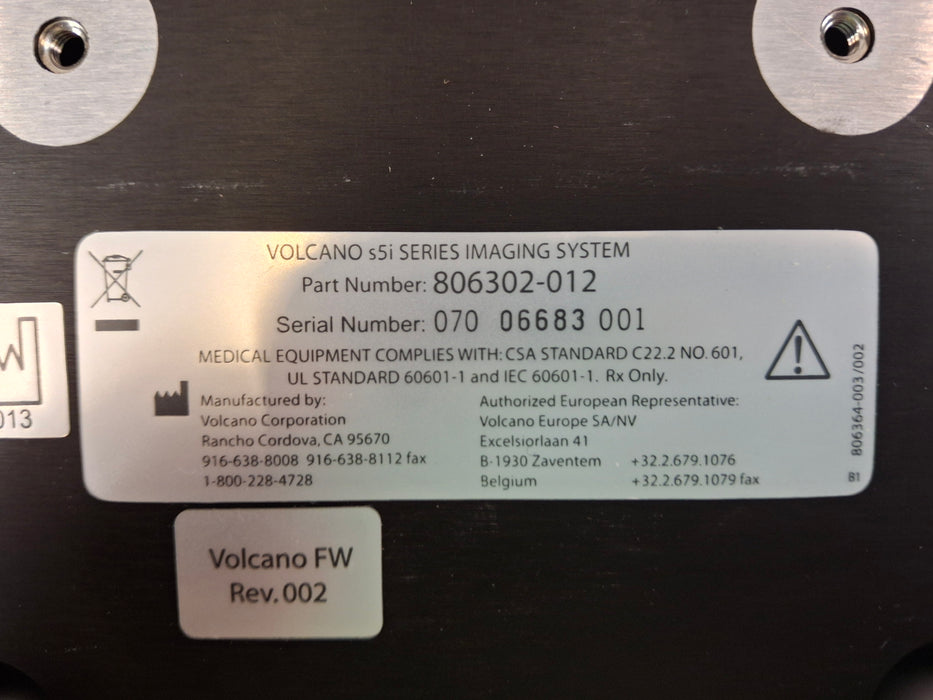 VOLCANO s5i SERIES IMAGING SYSTEM
Part Number: 806302-012
Serial Number: 070 06683 001
MEDICAL EQUIPMENT COMPLIES WITH: CSA STANDARD C22.2 NO. 601,
UL STANDARD 60601-1 and IEC 60601-1. Rx Only.
Manufactured by:
Volcano Corporation
Rancho Cordova, CA 95670
916-638-8008 916-638-8112 fax
1-800-228-4728
Authorized European Representative:
Volcano Europe SA/NV
Excelsiorlaan 41
B-1930 Zaventem +32.2.679.1076
Belgium +32.2.679.1079 fax
806364-003/002
B1
013
Volcano FW
Rev. 002